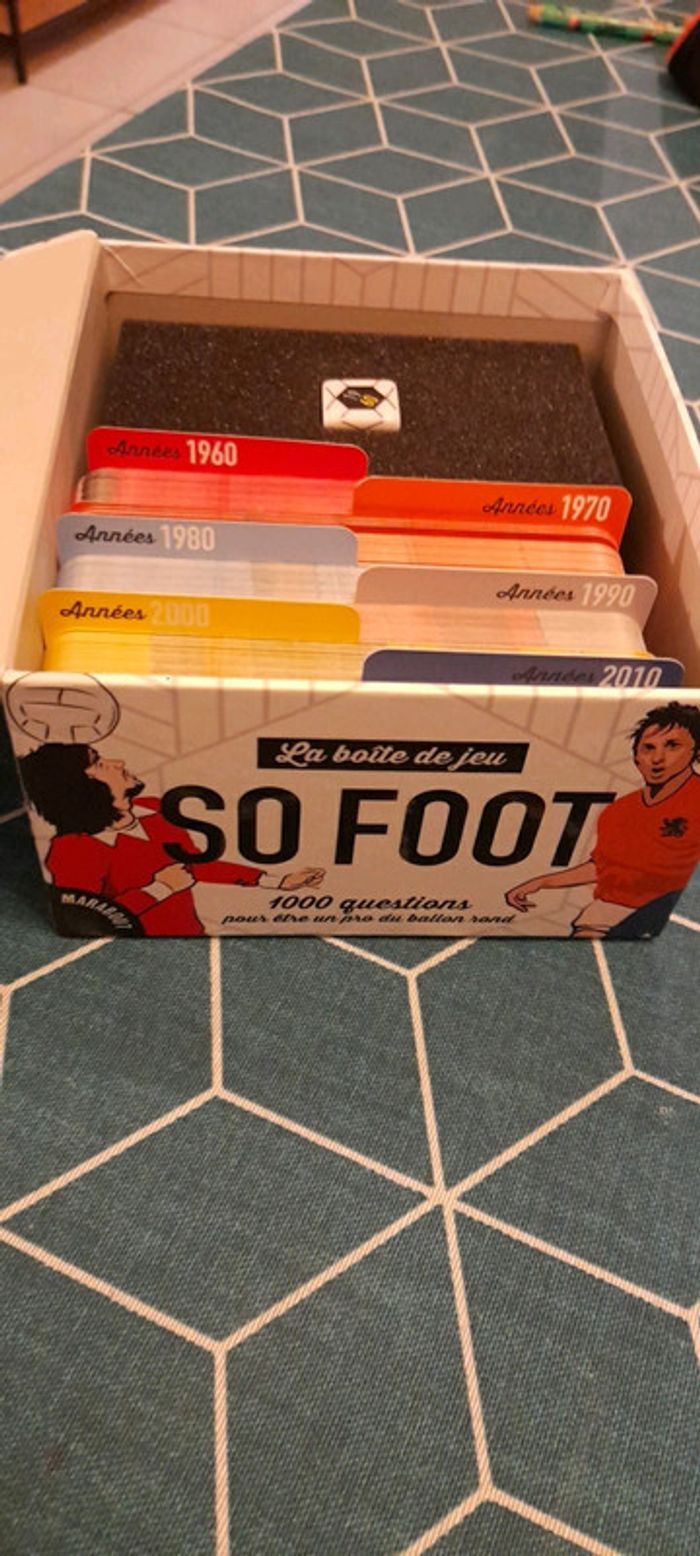 Années 1960
Années 1970
Années 1980
Années 1990
Années 2000
Années 2010
La boîte de jeu
SO FOOT
1000 questions
pour être un pro du ballon rond
MARABOUT